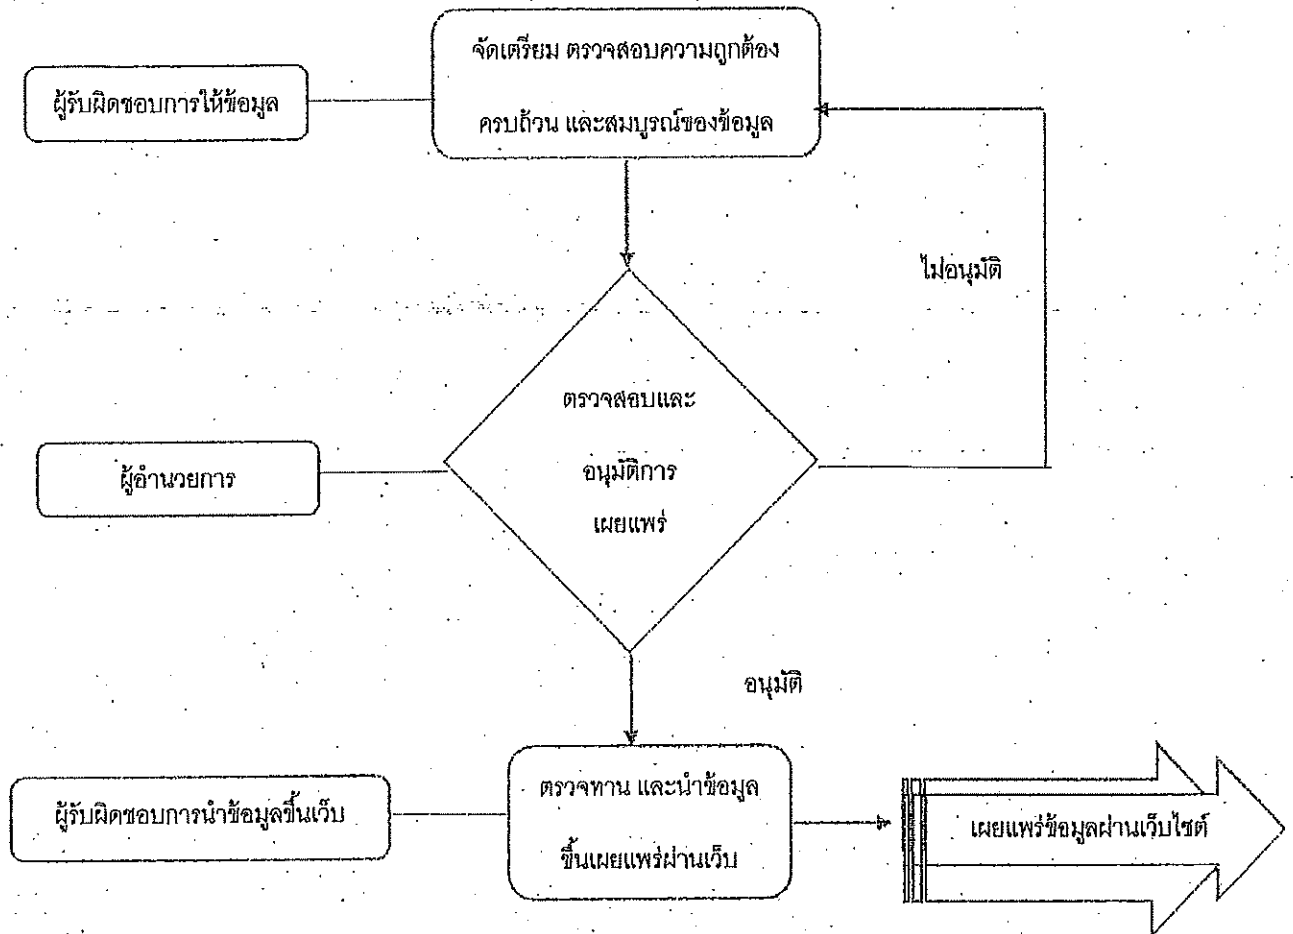 จัดเตรียม ตรวจสอบความถูกต้อง
ผู้รับผิดชอบการให้ข้อมูล
ครบถ้วน และสมบูรณ์ของข้อมูล
ไม่อนุมัติ
ตรวจสอบและ
อนุมัติการ
เผยแพร่
ผู้อำนวยการ
อนุมัติ
ตรวจทาน และนำข้อมูล
ขึ้นเผยแพร่ผ่านเว็บ
ผู้รับผิดชอบการนำข้อมูลขึ้นเว็บ
เผยแพร่ข้อมูลผ่านเว็บไซต์